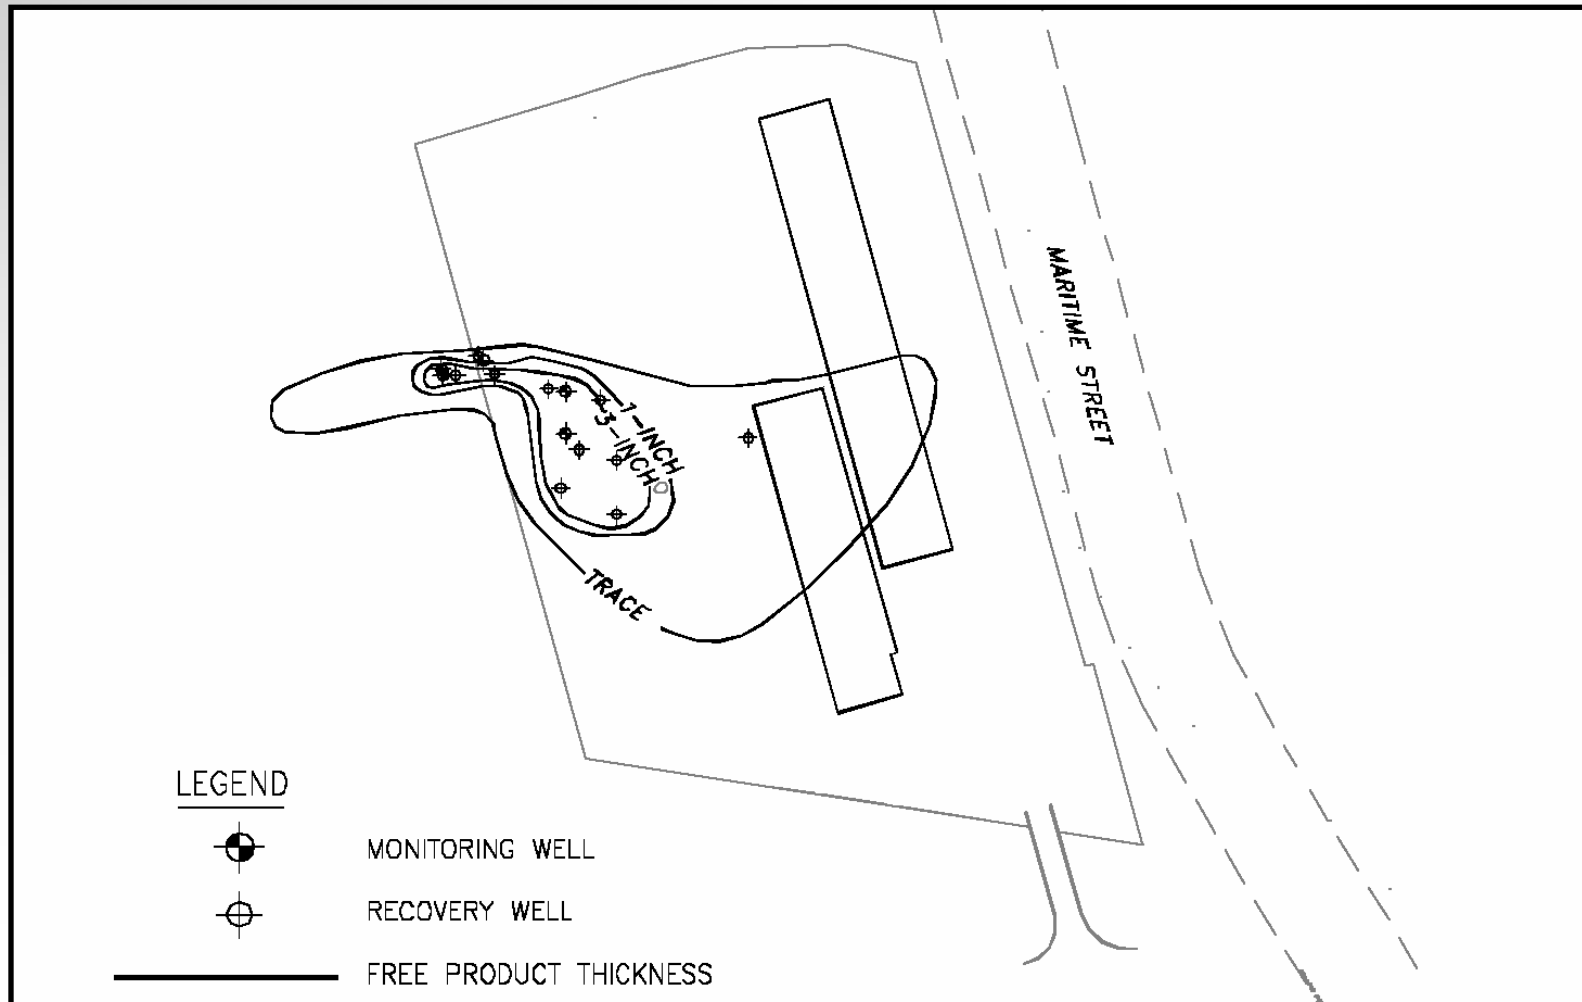 MARITIME STREET
1-INCH
3-INCH
TRACE
LEGEND
MONITORING WELL
RECOVERY WELL
FREE PRODUCT THICKNESS